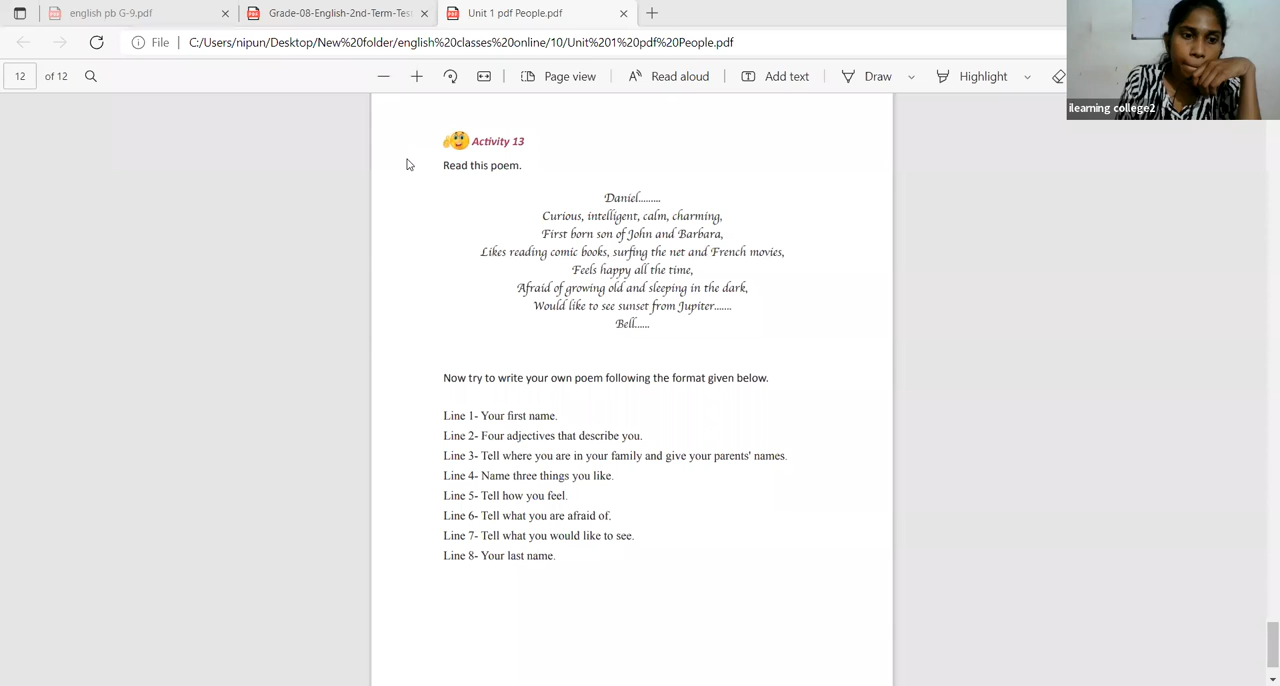 english pb G-9.pdf
Grade-08-English-2nd-Term-Tes
Unit 1 pdf People.pdf
File
C:/Users/nipun/Desktop/New%20folder/english%20classes%20online/10/Unit%201%20pdf%20People.pdf
12 of 12
Page view
Read aloud
Add text
Draw
Highlight
ilearning college2
Activity 13
Read this poem.
Daniel.........
Curious, intelligent, calm, charming,
First born son of John and Barbara,
Likes reading comic books, surfing the net and French movies,
Feels happy all the time,
Afraid of growing old and sleeping in the dark,
Would like to see sunset from Jupiter.......
Bell......
Now try to write your own poem following the format given below.
Line 1- Your first name.
Line 2- Four adjectives that describe you.
Line 3- Tell where you are in your family and give your parents' names.
Line 4- Name three things you like.
Line 5- Tell how you feel.
Line 6- Tell what you are afraid of.
Line 7- Tell what you would like to see.
Line 8- Your last name.